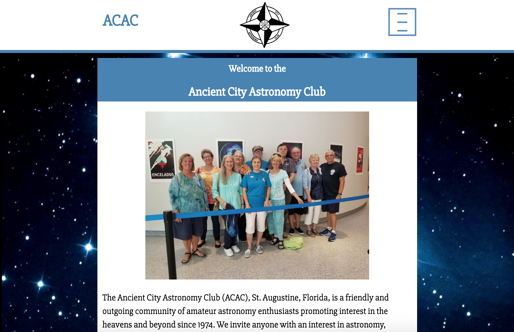 ACAC
Welcome to the
Ancient City Astronomy Club
ENCELADUS
The Ancient City Astronomy Club (ACAC), St. Augustine, Florida, is a friendly and
outgoing community of amateur astronomy enthusiasts promoting interest in the
heavens and beyond since 1974. We invite anyone with an interest in astronomy,